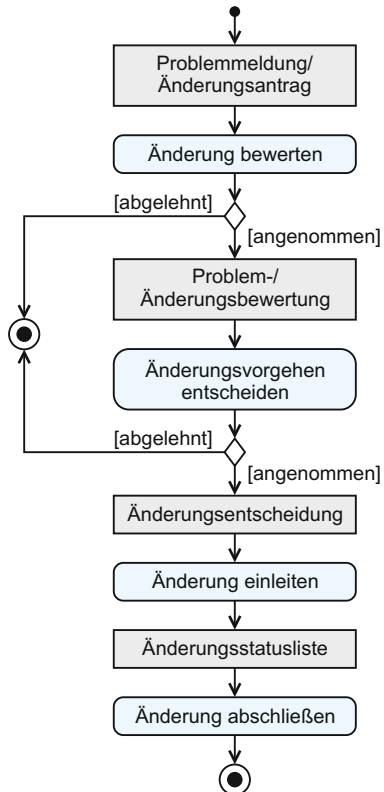 Problemmeldung/
Änderungsantrag
Änderung bewerten
[abgelehnt]
[angenommen]
Problem-/
Änderungsbewertung
Änderungsvorgehen
entscheiden
[abgelehnt]
[angenommen]
Änderungsentscheidung
Änderung einleiten
Änderungsstatusliste
Änderung abschließen